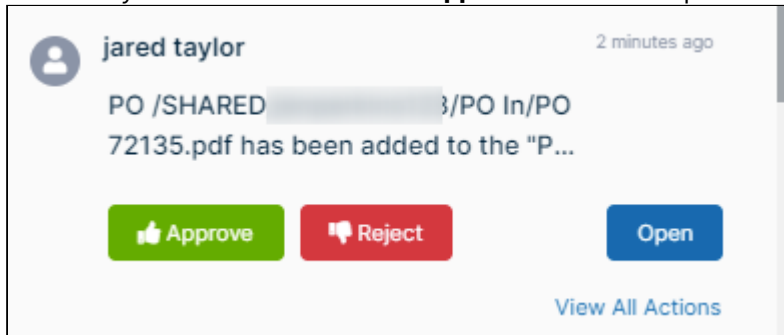 jared taylor
2 minutes ago
PO /SHARED 3/PO In/PO
72135.pdf has been added to the "P...
Approve
Reject
Open
View All Actions